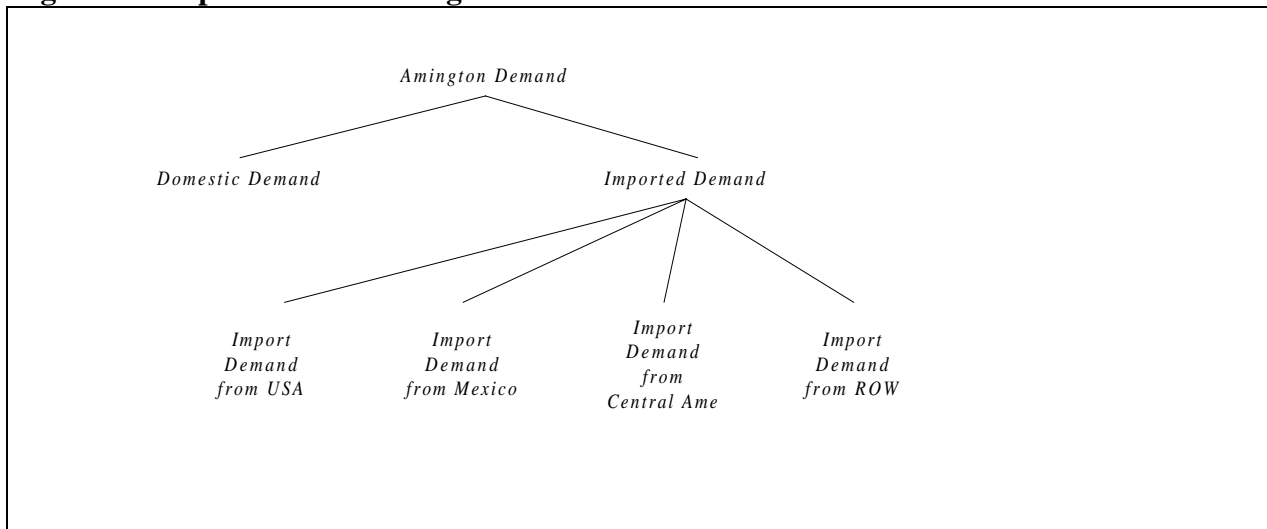 Amington Demand
Domestic Demand
Imported Demand
Import
Demand
from USA
Import
Demand
from Mexico
Import
Demand
from
Central Ame
Import
Demand
from ROW